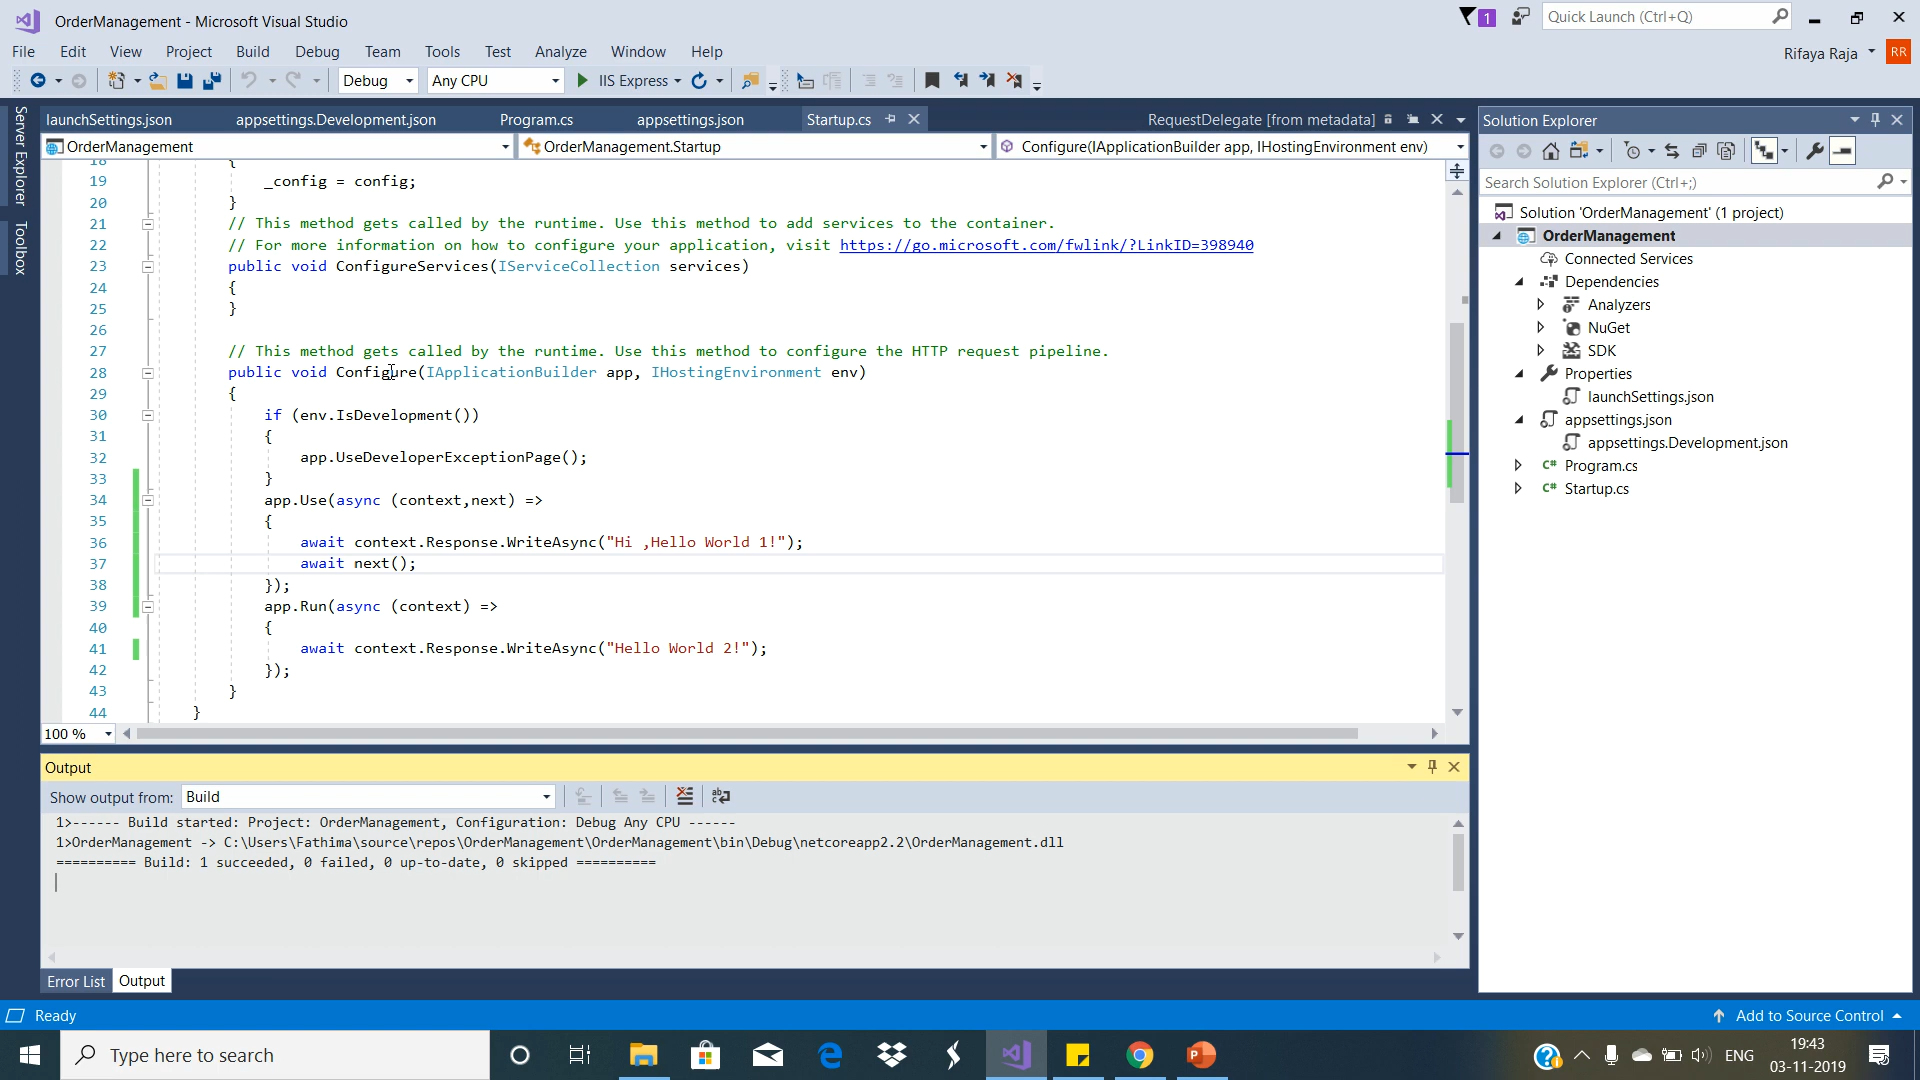 OrderManagement - Microsoft Visual Studio
1
Quick Launch (Ctrl+Q)
File Edit View Project Build Debug Team Tools Test Analyze Window Help
Rifaya Raja RR
Debug Any CPU IIS Express
Server Explorer
Toolbox
launchSettings.json appsettings.Development.json Program.cs appsettings.json Startup.cs RequestDelegate [from metadata]
OrderManagement OrderManagement.Startup Configure(IApplicationBuilder app, IHostingEnvironment env)
18 {
19 _config = config;
20 }
21 // This method gets called by the runtime. Use this method to add services to the container.
22 // For more information on how to configure your application, visit https://go.microsoft.com/fwlink/?LinkID=398940
23 public void ConfigureServices(IServiceCollection services)
24 {
25 }
26
27 // This method gets called by the runtime. Use this method to configure the HTTP request pipeline.
28 public void Configure(IApplicationBuilder app, IHostingEnvironment env)
29 {
30 if (env.IsDevelopment())
31 {
32 app.UseDeveloperExceptionPage();
33 }
34 app.Use(async (context,next) =>
35 {
36 await context.Response.WriteAsync("Hi ,Hello World 1!");
37 await next();
38 });
39 app.Run(async (context) =>
40 {
41 await context.Response.WriteAsync("Hello World 2!");
42 });
43 }
44 }
100 %
Output
Show output from: Build
1>------ Build started: Project: OrderManagement, Configuration: Debug Any CPU ------
1>OrderManagement -> C:\Users\Fathima\source\repos\OrderManagement\OrderManagement\bin\Debug\netcoreapp2.2\OrderManagement.dll
========== Build: 1 succeeded, 0 failed, 0 up-to-date, 0 skipped ==========
Error List Output
Solution Explorer
Search Solution Explorer (Ctrl+;)
Solution 'OrderManagement' (1 project)
OrderManagement
Connected Services
Dependencies
Analyzers
NuGet
SDK
Properties
launchSettings.json
appsettings.json
appsettings.Development.json
C# Program.cs
C# Startup.cs
Ready
Add to Source Control
Type here to search
ENG
19:43
03-11-2019